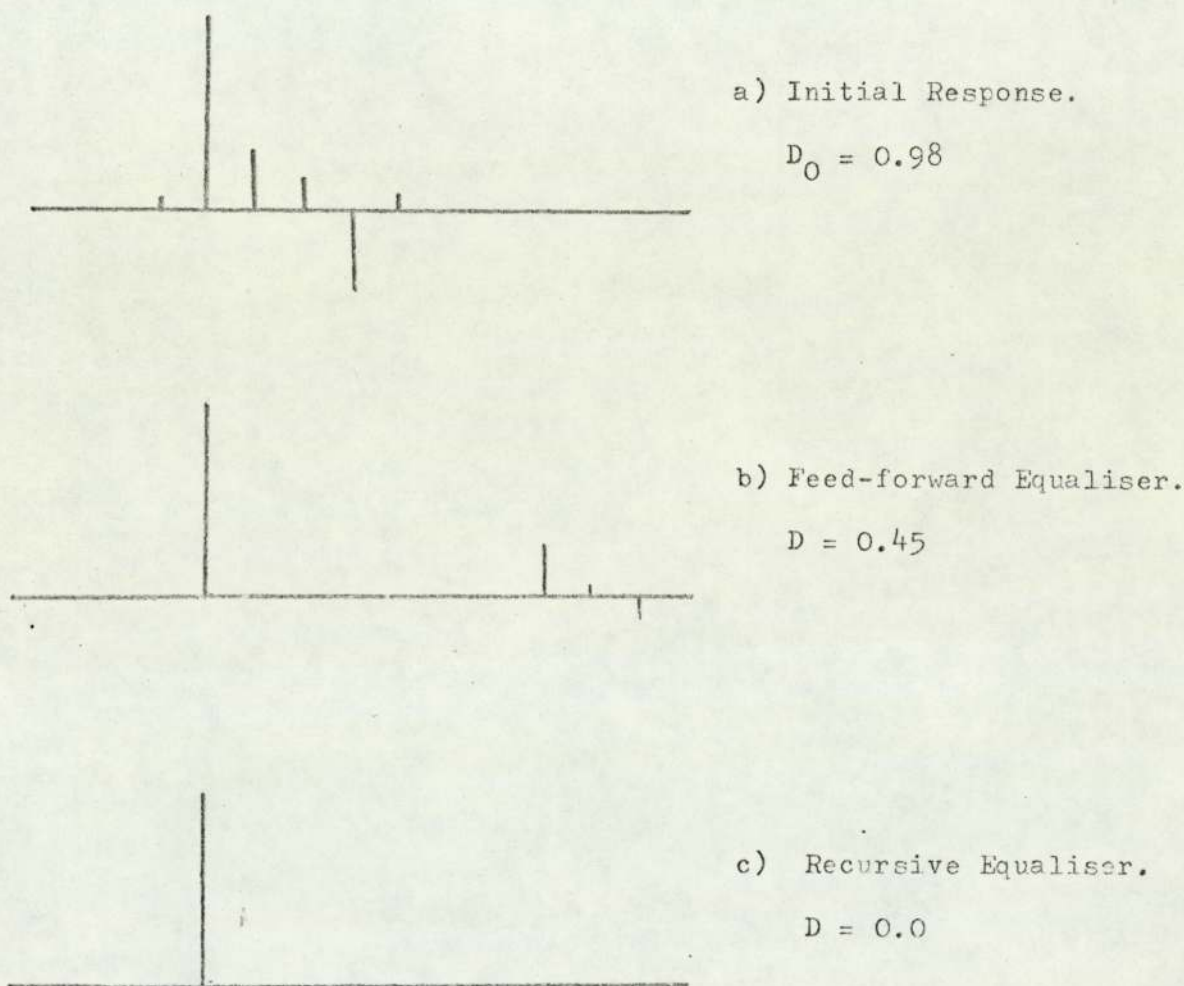 a) Initial Response.
D₀ = 0.98
b) Feed-forward Equaliser.
D = 0.45
c) Recursive Equaliser.
D = 0.0